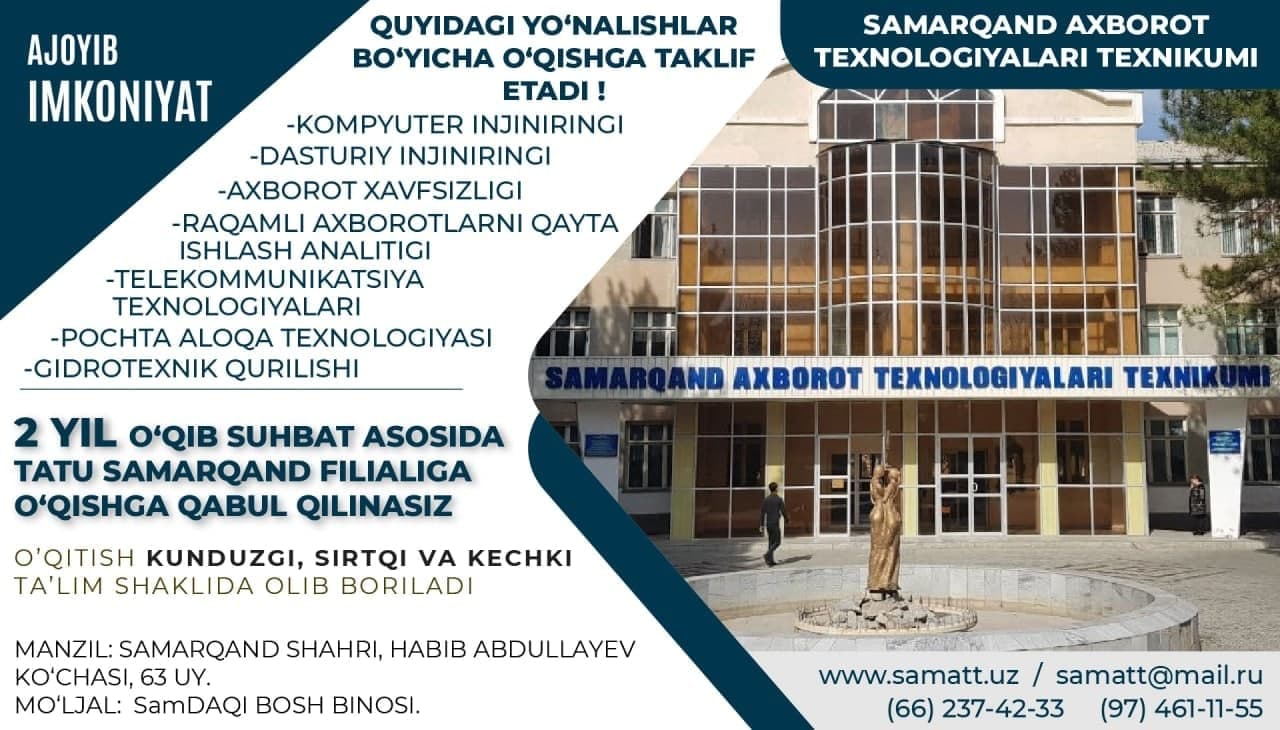 AJOYIB
IMKONIYAT
QUYIDAGI YO‘NALISHLAR
BO‘YICHA O‘QISHGA TAKLIF
ETADI !
-KOMPYUTER INJINIRINGI
-DASTURIY INJINIRINGI
-AXBOROT XAVFSIZLIGI
-RAQAMLI AXBOROTLARNI QAYTA
ISHLASH ANALITIGI
-TELEKOMMUNIKATSIYA
TEXNOLOGIYALARI
-POCHTA ALOQA TEXNOLOGIYASI
-GIDROTEXNIK QURILISHI
2 YIL O‘QIB SUHBAT ASOSIDA
TATU SAMARQAND FILIALIGA
O‘QISHGA QABUL QILINASIZ
O’QITISH KUNDUZGI, SIRTQI VA KECHKI
TA’LIM SHAKLIDA OLIB BORILADI
MANZIL: SAMARQAND SHAHRI, HABIB ABDULLAYEV
KO‘CHASI, 63 UY.
MO‘LJAL: SamDAQI BOSH BINOSI.
SAMARQAND AXBOROT
TEXNOLOGIYALARI TEXNIKUMI
SAMARQAND AXBOROT TEXNOLOGIYALARI TEXNIKUMI
www.samatt.uz / samatt@mail.ru
(66) 237-42-33 (97) 461-11-55